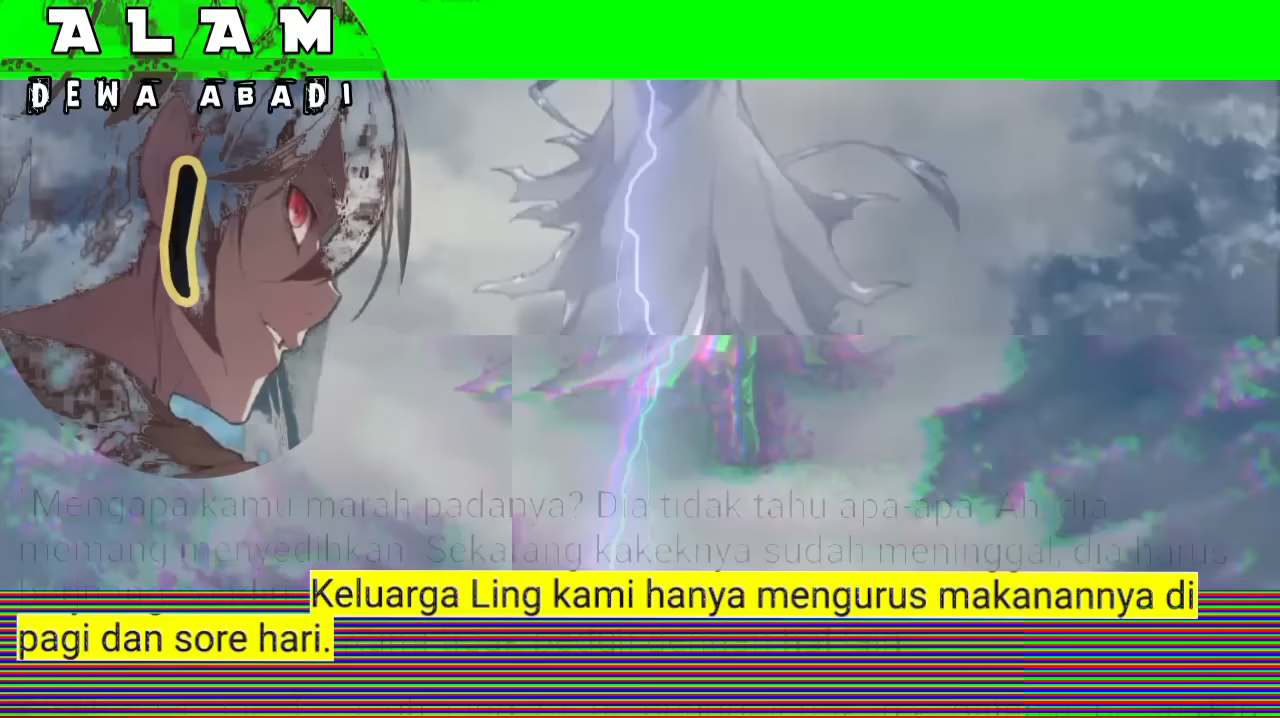 ALAM
DEWA ABADI
"Mengapa kamu marah padanya? Dia tidak tahu apa-apa. Ah, dia
memang menyedihkan. Sekarang kakeknya sudah meninggal, dia harus
Keluarga Ling kami hanya mengurus makanannya di
pagi dan sore hari.